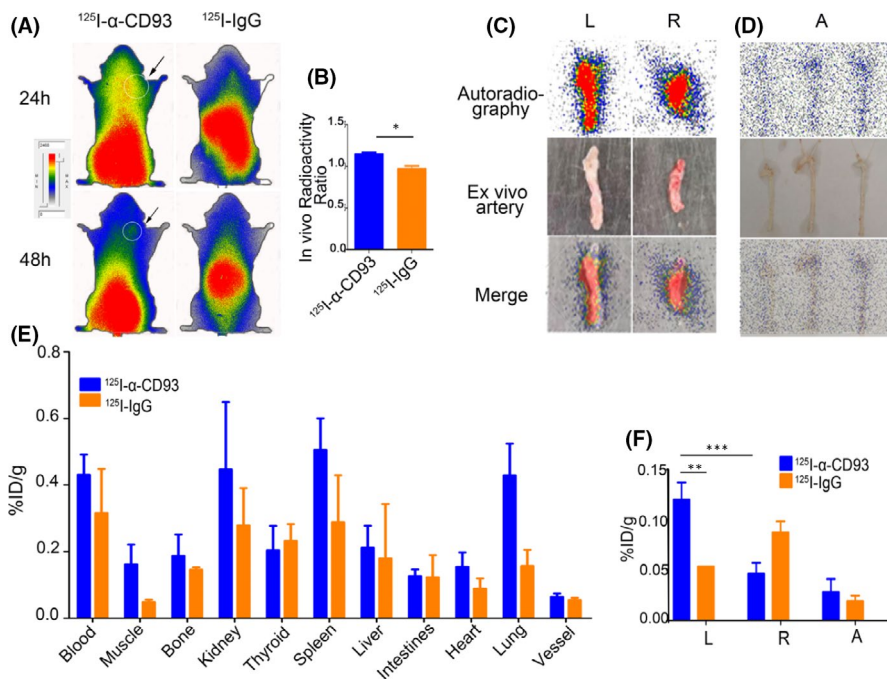 (A)
¹²⁵I-α-CD93 ¹²⁵I-IgG
24h
48h
MIN
MAX
(B)
In vivo Radioactivity
Ratio
1.5
1.0
0.5
0.0
*
¹²⁵I-α-CD93
¹²⁵I-IgG
(C)
L R
Autoradio-
graphy
Ex vivo
artery
Merge
(D)
A
(E)
%ID/g
0.8
0.6
0.4
0.2
0.0
¹²⁵I-α-CD93
¹²⁵I-IgG
Blood
Muscle
Bone
Kidney
Thyroid
Spleen
Liver
Intestines
Heart
Lung
Vessel
(F)
%ID/g
0.15
0.10
0.05
0.00
***
**
¹²⁵I-α-CD93
¹²⁵I-IgG
L R A